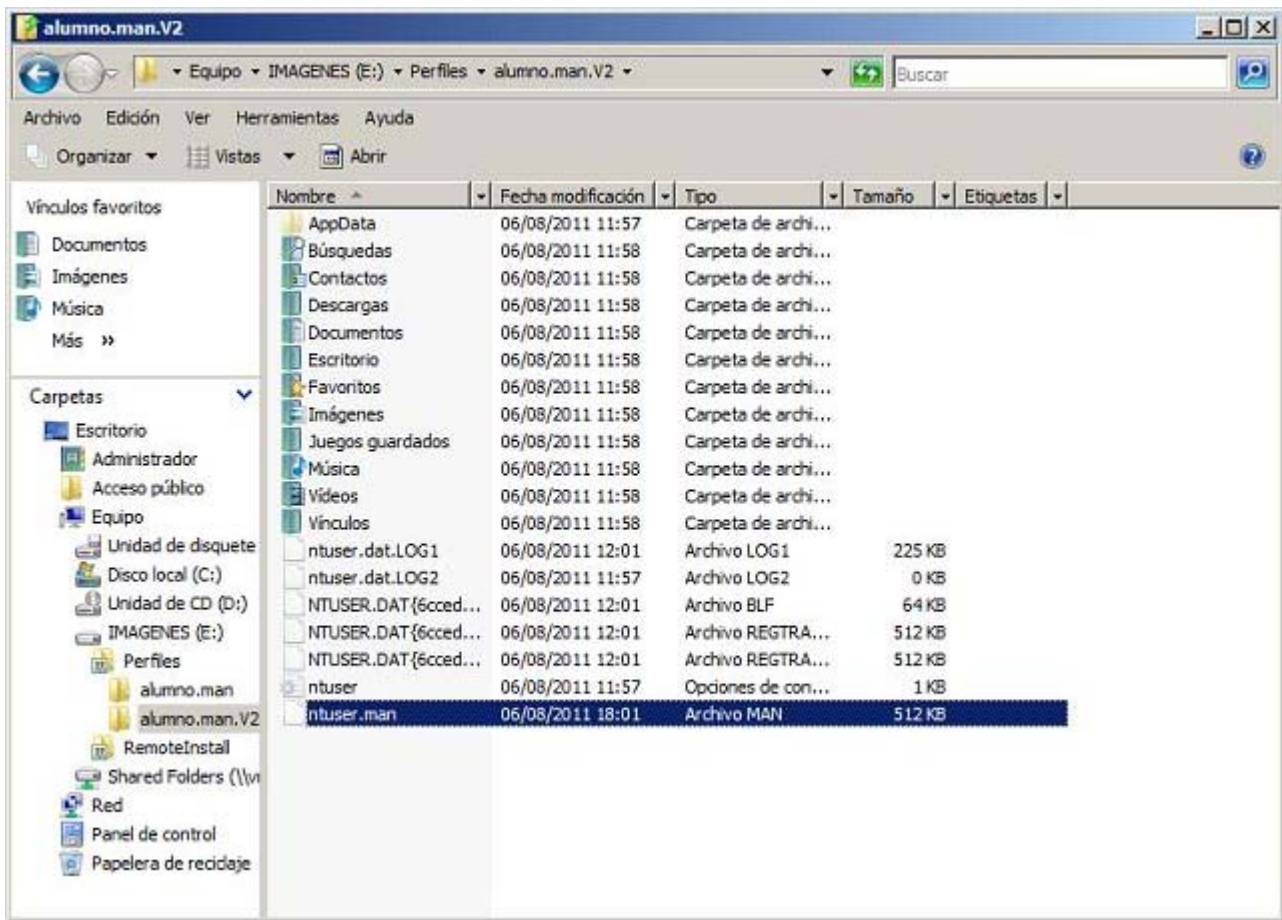 alumno.man.V2
Equipo IMAGENES (E:) Perfiles alumno.man.V2
Buscar
Archivo Edición Ver Herramientas Ayuda
Organizar Vistas Abrir
Vínculos favoritos
Documentos
Imágenes
Música
Más »
Carpetas
Escritorio
Administrador
Acceso público
Equipo
Unidad de disquete
Disco local (C:)
Unidad de CD (D:)
IMAGENES (E:)
Perfiles
alumno.man
alumno.man.V2
RemoteInstall
Shared Folders (\\v
Red
Panel de control
Papelera de reciclaje
Nombre Fecha modificación Tipo Tamaño Etiquetas
AppData 06/08/2011 11:57 Carpeta de archi...
Búsquedas 06/08/2011 11:58 Carpeta de archi...
Contactos 06/08/2011 11:58 Carpeta de archi...
Descargas 06/08/2011 11:58 Carpeta de archi...
Documentos 06/08/2011 11:58 Carpeta de archi...
Escritorio 06/08/2011 11:58 Carpeta de archi...
Favoritos 06/08/2011 11:58 Carpeta de archi...
Imágenes 06/08/2011 11:58 Carpeta de archi...
Juegos guardados 06/08/2011 11:58 Carpeta de archi...
Música 06/08/2011 11:58 Carpeta de archi...
Vídeos 06/08/2011 11:58 Carpeta de archi...
Vínculos 06/08/2011 11:58 Carpeta de archi...
ntuser.dat.LOG1 06/08/2011 12:01 Archivo LOG1 225 KB
ntuser.dat.LOG2 06/08/2011 11:57 Archivo LOG2 0 KB
NTUSER.DAT{6cced... 06/08/2011 12:01 Archivo BLF 64 KB
NTUSER.DAT{6cced... 06/08/2011 12:01 Archivo REGTRA... 512 KB
NTUSER.DAT{6cced... 06/08/2011 12:01 Archivo REGTRA... 512 KB
ntuser 06/08/2011 11:57 Opciones de con... 1 KB
ntuser.man 06/08/2011 18:01 Archivo MAN 512 KB